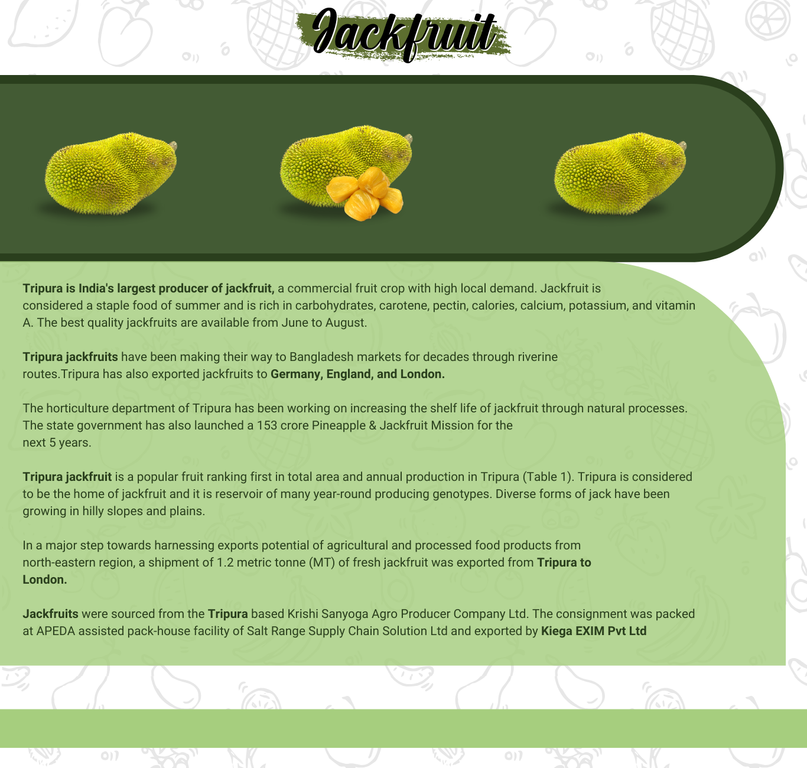 Jackfruit
Tripura is India's largest producer of jackfruit, a commercial fruit crop with high local demand. Jackfruit is
considered a staple food of summer and is rich in carbohydrates, carotene, pectin, calories, calcium, potassium, and vitamin
A. The best quality jackfruits are available from June to August.
Tripura jackfruits have been making their way to Bangladesh markets for decades through riverine
routes.Tripura has also exported jackfruits to Germany, England, and London.
The horticulture department of Tripura has been working on increasing the shelf life of jackfruit through natural processes.
The state government has also launched a 153 crore Pineapple & Jackfruit Mission for the
next 5 years.
Tripura jackfruit is a popular fruit ranking first in total area and annual production in Tripura (Table 1). Tripura is considered
to be the home of jackfruit and it is reservoir of many year-round producing genotypes. Diverse forms of jack have been
growing in hilly slopes and plains.
In a major step towards harnessing exports potential of agricultural and processed food products from
north-eastern region, a shipment of 1.2 metric tonne (MT) of fresh jackfruit was exported from Tripura to
London.
Jackfruits were sourced from the Tripura based Krishi Sanyoga Agro Producer Company Ltd. The consignment was packed
at APEDA assisted pack-house facility of Salt Range Supply Chain Solution Ltd and exported by Kiega EXIM Pvt Ltd